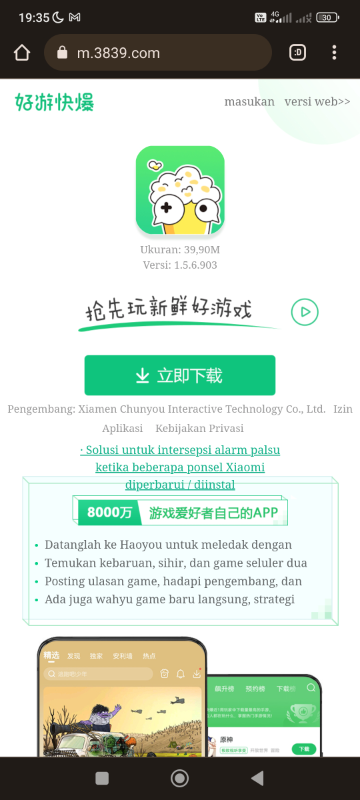 19:35
Vo LTE 4G 30
m.3839.com
:D
好游快爆
masukan versi web>>
Ukuran: 39,90M
Versi: 1.5.6.903
抢先玩新鲜好游戏
立即下载
Pengembang: Xiamen Chunyou Interactive Technology Co., Ltd. Izin
Aplikasi Kebijakan Privasi
· Solusi untuk intersepsi alarm palsu
ketika beberapa ponsel Xiaomi
diperbarui / diinstal
8000万 游戏爱好者自己的APP
• Datanglah ke Haoyou untuk meledak dengan
• Temukan kebaruan, sihir, dan game seluler dua
• Posting ulasan game, hadapi pengembang, dan
• Ada juga wahyu game baru langsung, strategi
精选 发现 独家 安利墙 热点
飙升榜 预约榜
原神
下载